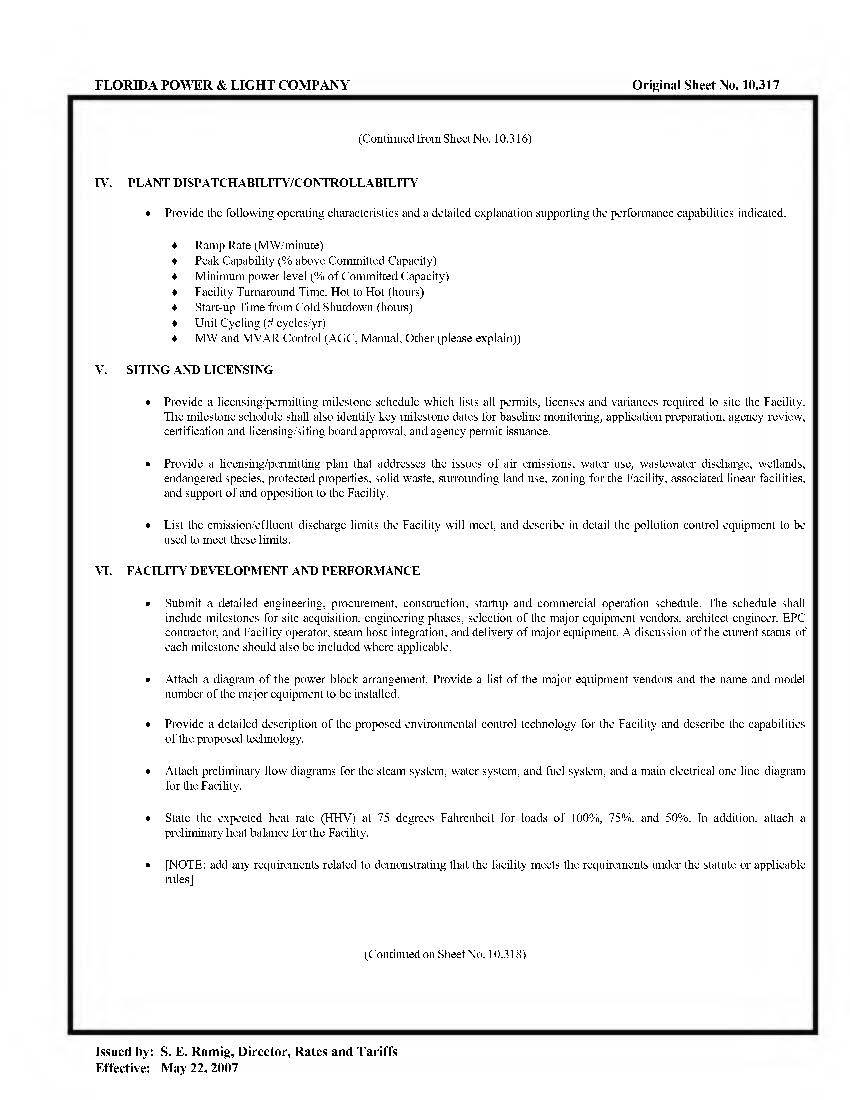 FLORIDA POWER & LIGHT COMPANY Original Sheet No. 10.317
(Continued from Sheet No. 10.316)
IV. PLANT DISPATCHABILITY/CONTROLLABILITY
• Provide the following operating characteristics and a detailed explanation supporting the performance capabilities indicated.
♦ Ramp Rate (MW/minute)
♦ Peak Capability (% above Committed Capacity)
♦ Minimum power level (% of Committed Capacity)
♦ Facility Turnaround Time, Hot to Hot (hours)
♦ Start-up Time from Cold Shutdown (hours)
♦ Unit Cycling (# cycles/yr)
♦ MW and MVAR Control (AGC, Manual, Other (please explain))
V. SITING AND LICENSING
• Provide a licensing/permitting milestone schedule which lists all permits, licenses and variances required to site the Facility.
The milestone schedule shall also identify key milestone dates for baseline monitoring, application preparation, agency review,
certification and licensing/siting board approval, and agency permit issuance.
• Provide a licensing/permitting plan that addresses the issues of air emissions, water use, wastewater discharge, wetlands,
endangered species, protected properties, solid waste, surrounding land use, zoning for the Facility, associated linear facilities,
and support of and opposition to the Facility.
• List the emission/effluent discharge limits the Facility will meet, and describe in detail the pollution control equipment to be
used to meet these limits.
VI. FACILITY DEVELOPMENT AND PERFORMANCE
• Submit a detailed engineering, procurement, construction, startup and commercial operation schedule. The schedule shall
include milestones for site acquisition, engineering phases, selection of the major equipment vendors, architect engineer, EPC
contractor, and Facility operator, steam host integration, and delivery of major equipment. A discussion of the current status of
each milestone should also be included where applicable.
• Attach a diagram of the power block arrangement. Provide a list of the major equipment vendors and the name and model
number of the major equipment to be installed.
• Provide a detailed description of the proposed environmental control technology for the Facility and describe the capabilities
of the proposed technology.
• Attach preliminary flow diagrams for the steam system, water system, and fuel system, and a main electrical one line diagram
for the Facility.
• State the expected heat rate (HHV) at 75 degrees Fahrenheit for loads of 100%, 75%, and 50%. In addition, attach a
preliminary heat balance for the Facility.
• [NOTE: add any requirements related to demonstrating that the facility meets the requirements under the statute or applicable
rules]
(Continued on Sheet No. 10.318)
Issued by: S. E. Romig, Director, Rates and Tariffs
Effective: May 22, 2007